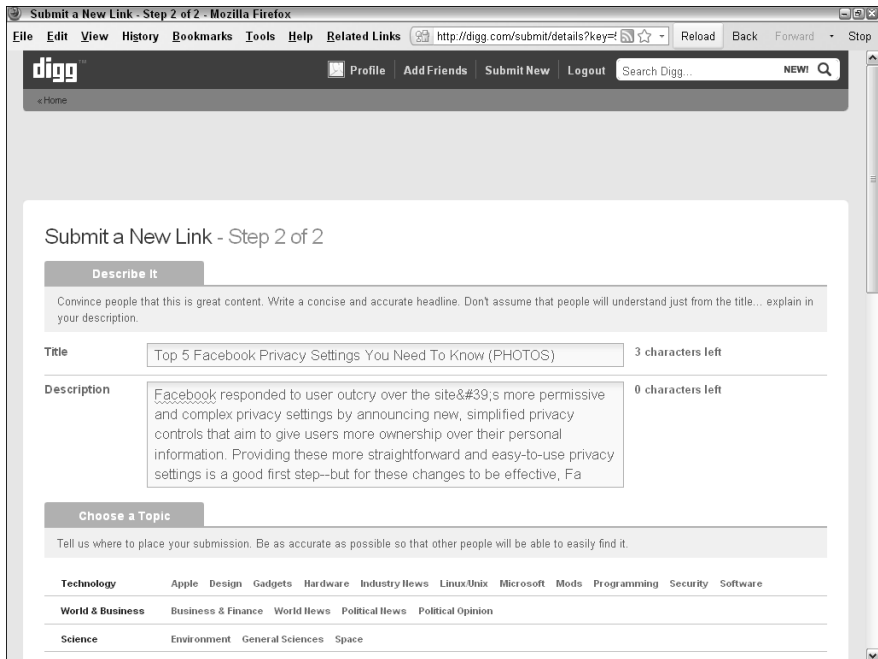 Submit a New Link - Step 2 of 2 - Mozilla Firefox
File Edit View History Bookmarks Tools Help Related Links http://digg.com/submit/details?key=! Reload Back Forward Stop
digg™ Profile Add Friends Submit New Logout Search Digg... NEW!
« Home
Submit a New Link - Step 2 of 2
Describe It
Convince people that this is great content. Write a concise and accurate headline. Don't assume that people will understand just from the title... explain in
your description.
Title Top 5 Facebook Privacy Settings You Need To Know (PHOTOS) 3 characters left
Description Facebook responded to user outcry over the site&#39;s more permissive 0 characters left
and complex privacy settings by announcing new, simplified privacy
controls that aim to give users more ownership over their personal
information. Providing these more straightforward and easy-to-use privacy
settings is a good first step--but for these changes to be effective, Fa
Choose a Topic
Tell us where to place your submission. Be as accurate as possible so that other people will be able to easily find it.
Technology Apple Design Gadgets Hardware Industry News Linux/Unix Microsoft Mods Programming Security Software
World & Business Business & Finance World News Political News Political Opinion
Science Environment General Sciences Space